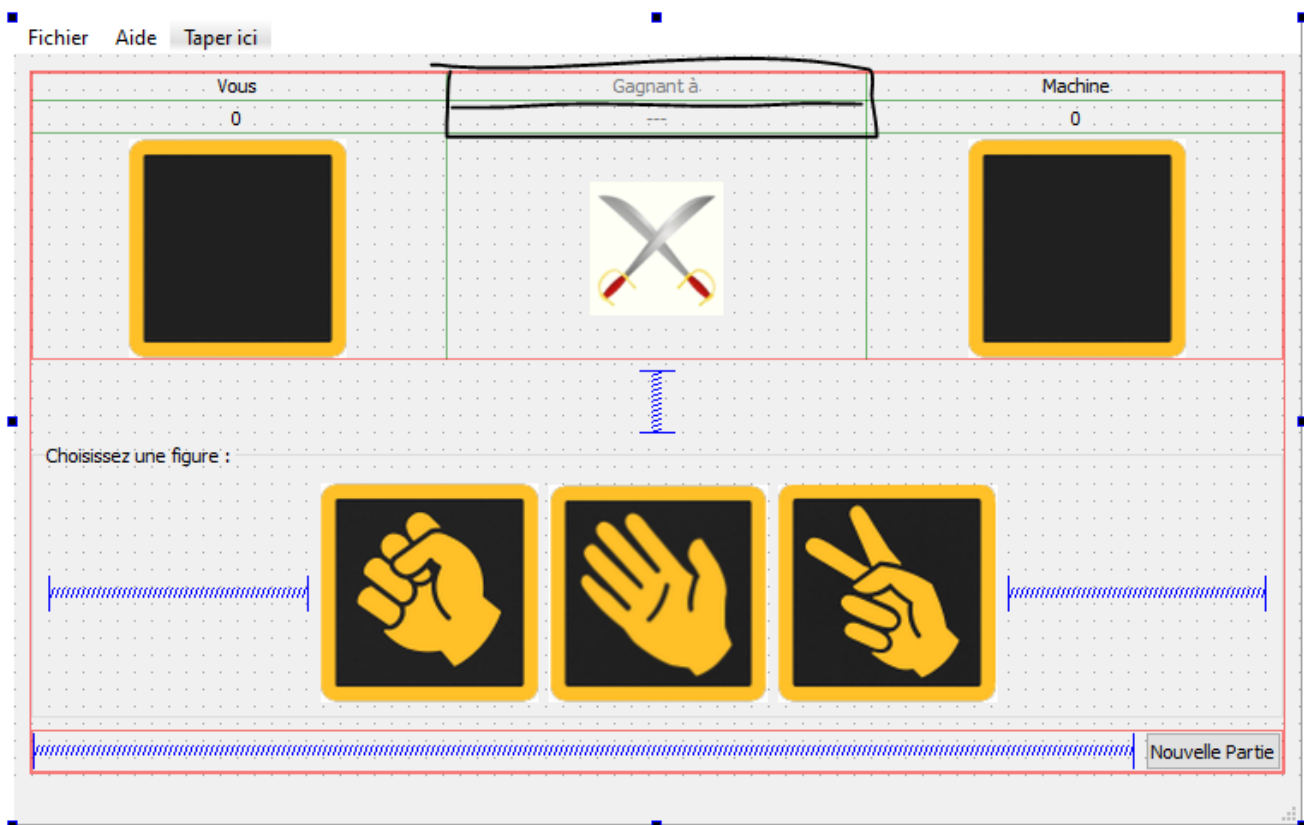 Fichier Aide Taper ici
Vous Gagnant à Machine
0 --- 0
Choisissez une figure :
Nouvelle Partie